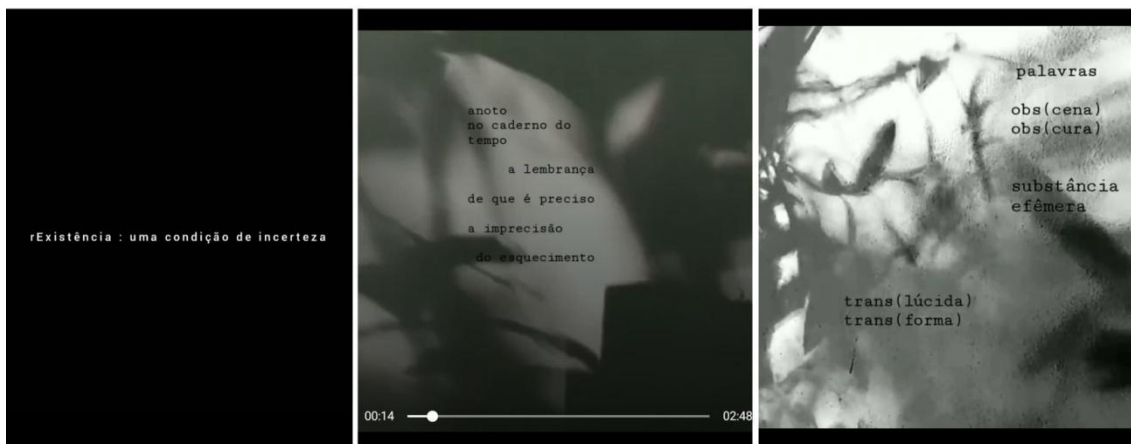 rExistência : uma condição de incerteza
anoto
no caderno do
tempo
a lembrança
de que é preciso
a imprecisão
do esquecimento
00:14
02:48
palavras
obs(cena)
obs(cura)
substância
efêmera
trans(lúcida)
trans(forma)